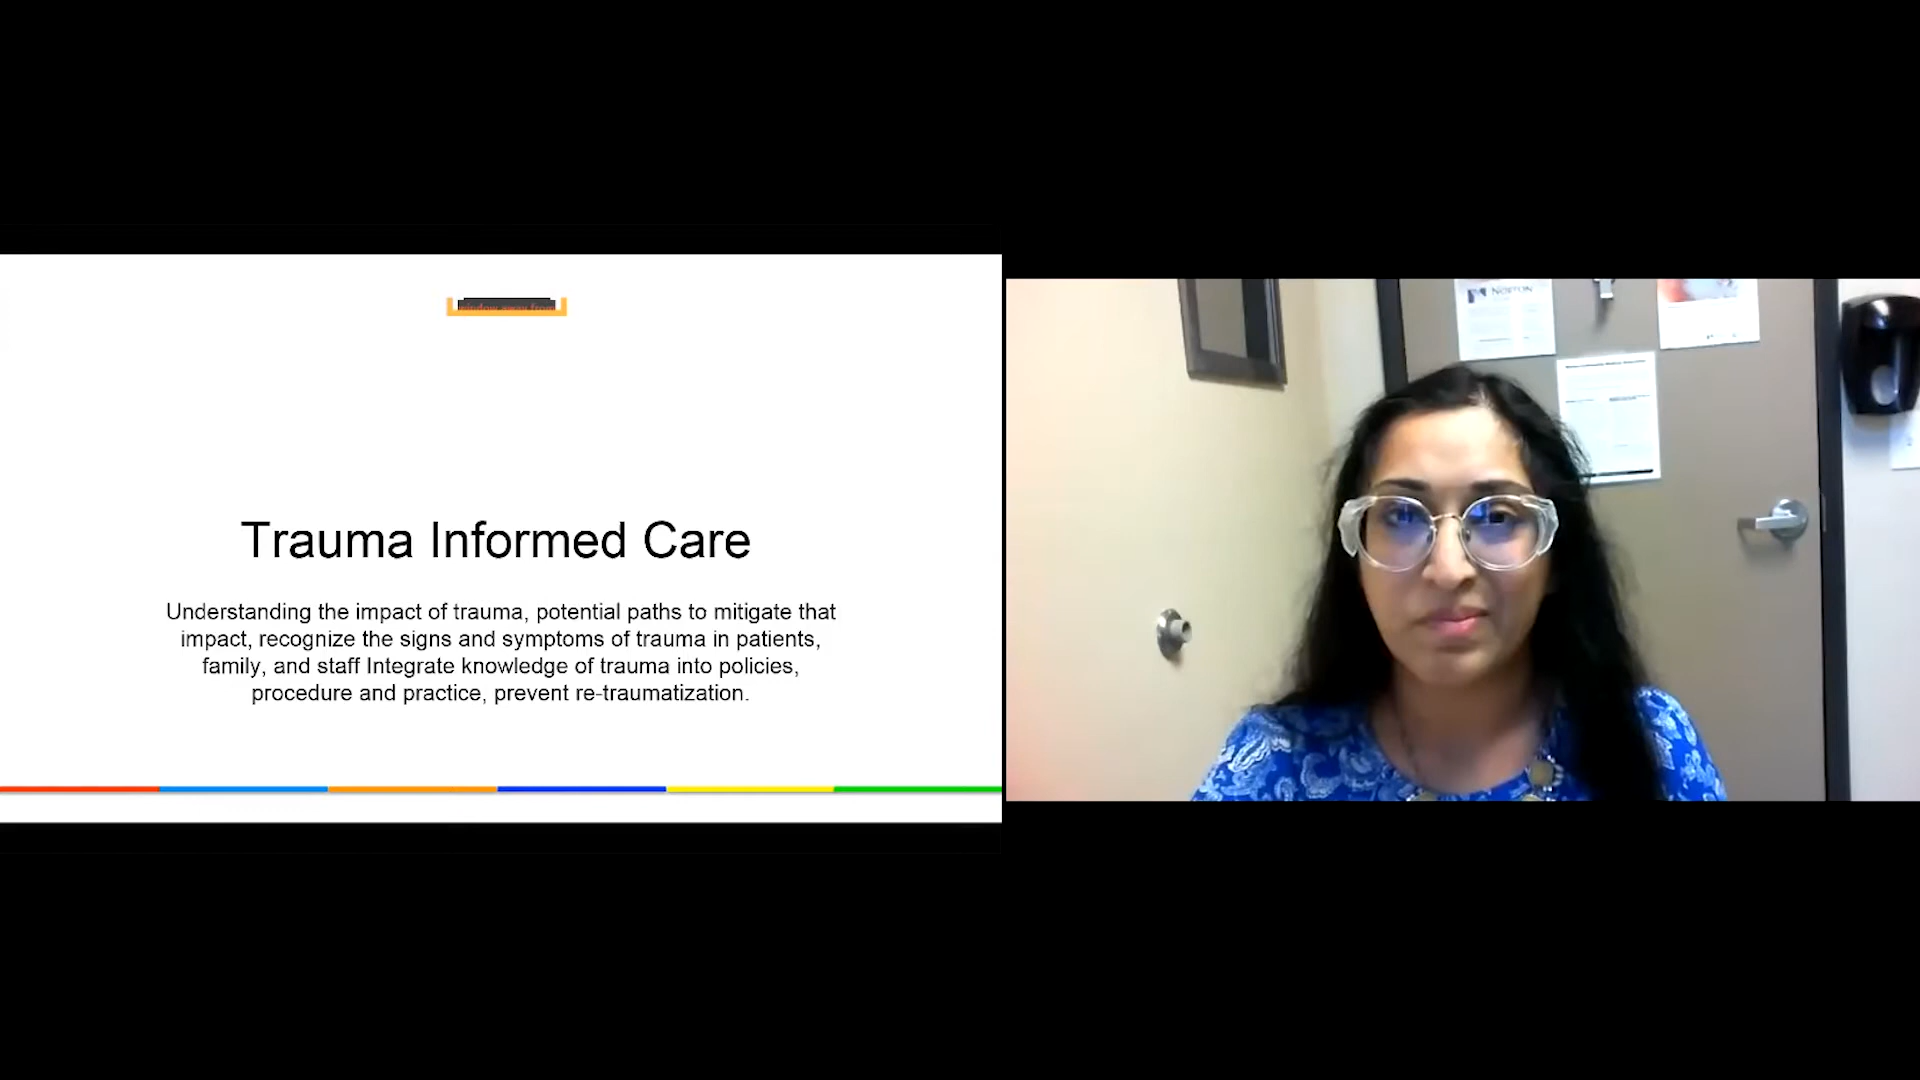 Trauma Informed Care
Understanding the impact of trauma, potential paths to mitigate that
impact, recognize the signs and symptoms of trauma in patients,
family, and staff Integrate knowledge of trauma into policies,
procedure and practice, prevent re-traumatization.
NORTON